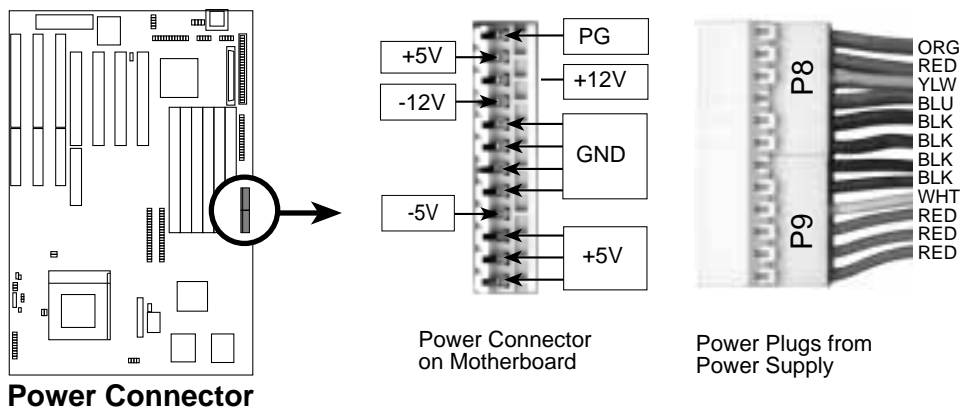 PG
+5V
+12V
-12V
GND
-5V
+5V
P8
P9
ORG
RED
YLW
BLU
BLK
BLK
BLK
BLK
WHT
RED
RED
RED
Power Connector
on Motherboard
Power Plugs from
Power Supply
Power Connector